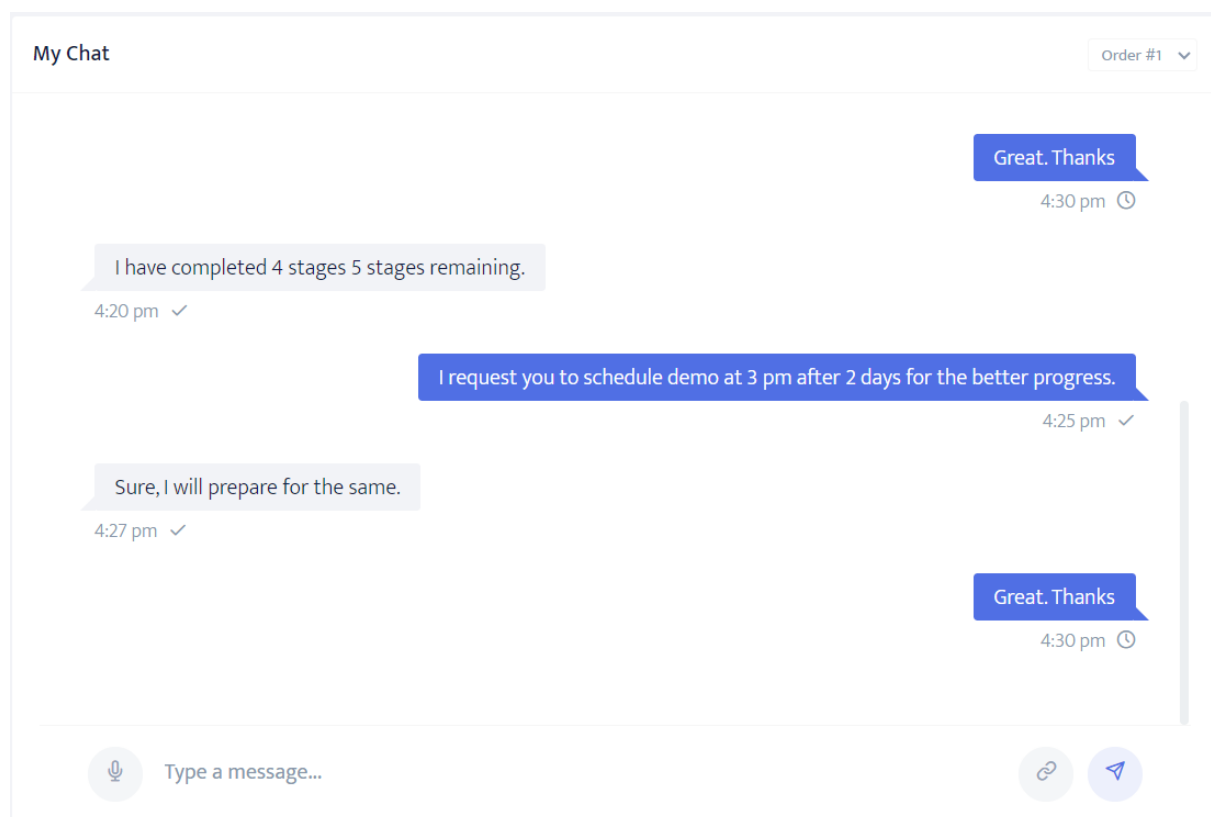 My Chat
Order #1
Great. Thanks
4:30 pm
I have completed 4 stages 5 stages remaining.
4:20 pm
I request you to schedule demo at 3 pm after 2 days for the better progress.
4:25 pm
Sure, I will prepare for the same.
4:27 pm
Great. Thanks
4:30 pm
Type a message...